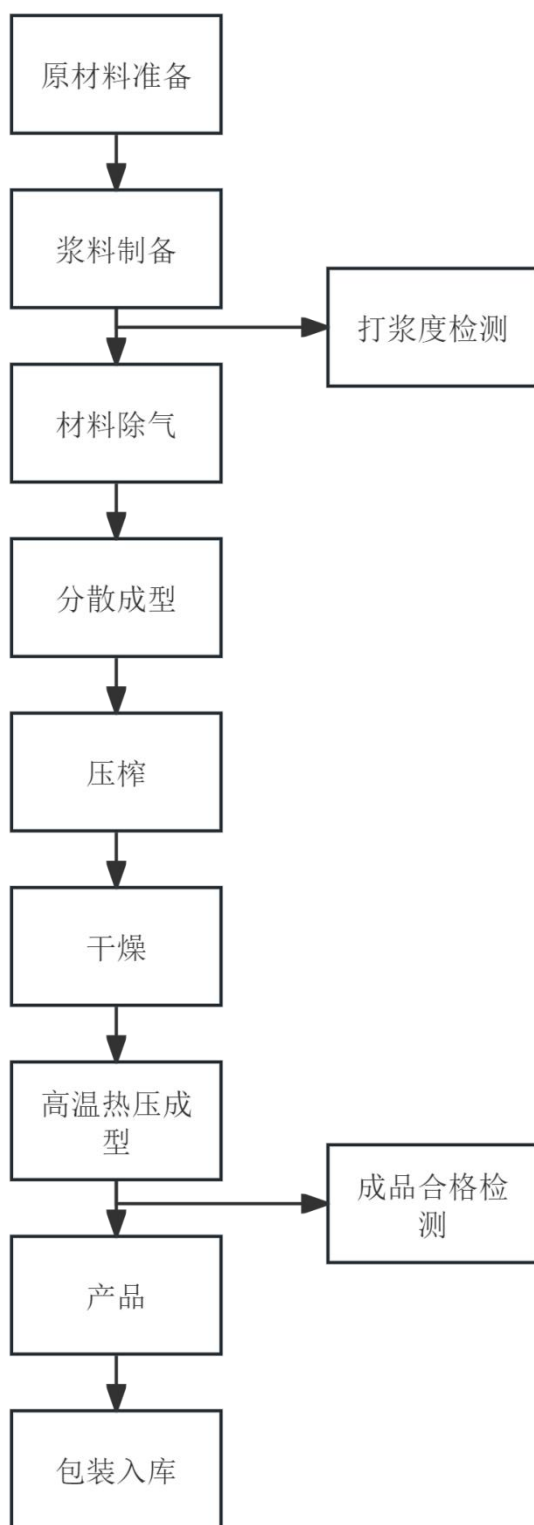 原材料准备
浆料制备
打浆度检测
材料除气
分散成型
压榨
干燥
高温热压成
型
成品合格检
测
产品
包装入库